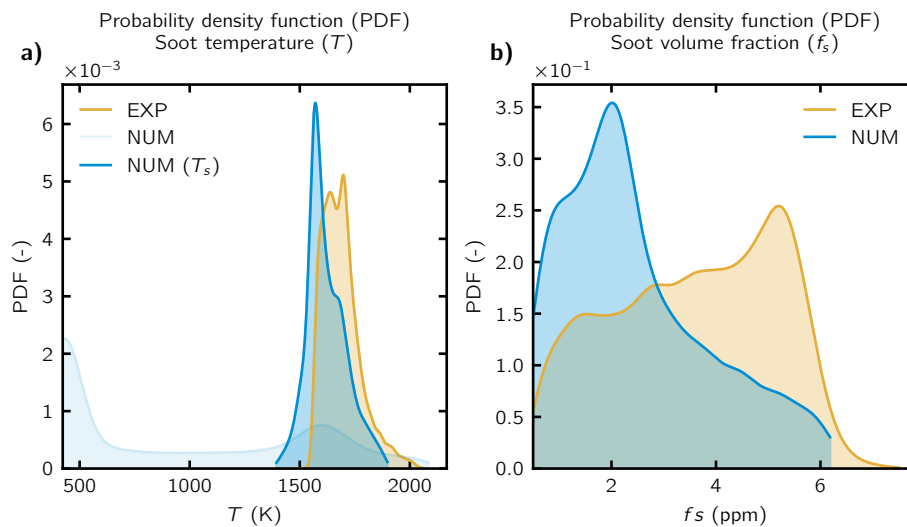 Probability density function (PDF)
Soot temperature (T)
a)
×10⁻³
EXP
NUM
NUM (Tₛ)
6
5
4
3
2
1
0
PDF (-)
500
1000
1500
2000
T (K)
Probability density function (PDF)
Soot volume fraction (fₛ)
b)
×10⁻¹
EXP
NUM
3.5
3.0
2.5
2.0
1.5
1.0
0.5
0.0
PDF (-)
2
4
6
fs (ppm)